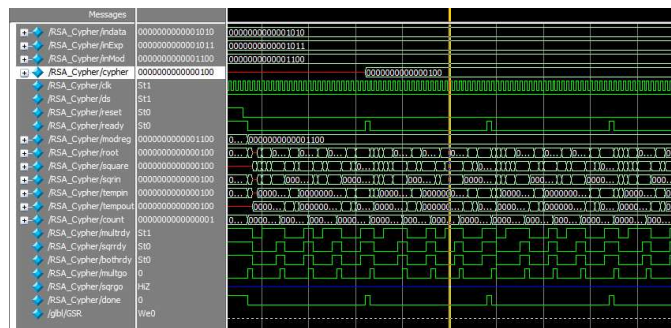 Messages
/RSA_Cypher/indata 0000000000001010 0000000000001010
/RSA_Cypher/inExp 0000000000001011 0000000000001011
/RSA_Cypher/inMod 0000000000001100 0000000000001100
/RSA_Cypher/cypher 0000000000000100 0000000000000100
/RSA_Cypher/clk St1
/RSA_Cypher/ds St1
/RSA_Cypher/reset St0
/RSA_Cypher/ready St0
/RSA_Cypher/modreg 0000000000001100 0... 0000000000001100
/RSA_Cypher/root 0000000000000100
/RSA_Cypher/square 0000000000000100
/RSA_Cypher/sqrin 0000000000000100
/RSA_Cypher/tempin 0000000000000100
/RSA_Cypher/tempout 0000000000000100
/RSA_Cypher/count 0000000000000001
/RSA_Cypher/multrdy St1
/RSA_Cypher/sqrrdy St0
/RSA_Cypher/bothrdy St0
/RSA_Cypher/multgo 0
/RSA_Cypher/sqrgo HiZ
/RSA_Cypher/done 0
/glbl/GSR We0